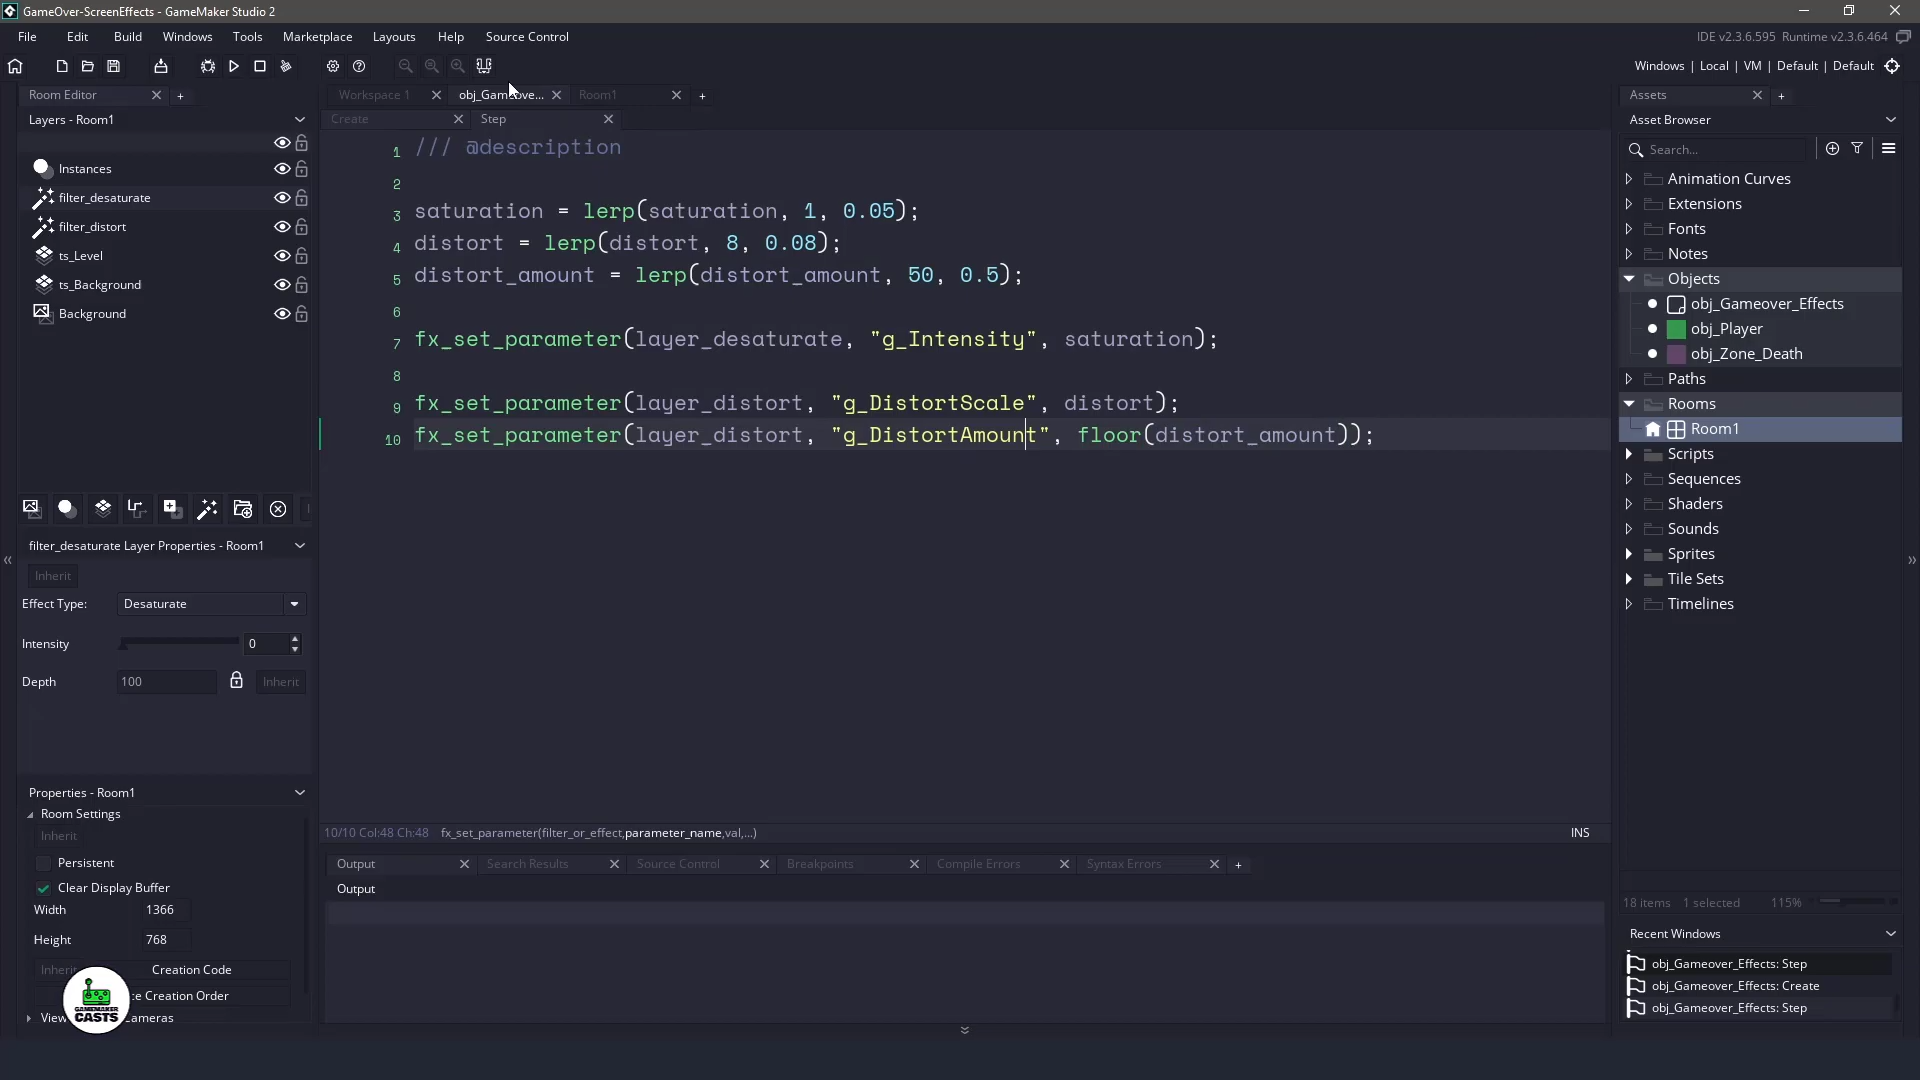 GameOver-ScreenEffects - GameMaker Studio 2
File Edit Build Windows Tools Marketplace Layouts Help Source Control
IDE v2.3.6.595 Runtime v2.3.6.464
Windows | Local | VM | Default | Default
Room Editor
Workspace 1
obj_Gameove...
Room1
Assets
Layers - Room1
Create
Step
Asset Browser
Search...
Instances
filter_desaturate
filter_distort
ts_Level
ts_Background
Background
1 /// @description
2
3 saturation = lerp(saturation, 1, 0.05);
4 distort = lerp(distort, 8, 0.08);
5 distort_amount = lerp(distort_amount, 50, 0.5);
6
7 fx_set_parameter(layer_desaturate, "g_Intensity", saturation);
8
9 fx_set_parameter(layer_distort, "g_DistortScale", distort);
10 fx_set_parameter(layer_distort, "g_DistortAmount", floor(distort_amount));
Animation Curves
Extensions
Fonts
Notes
Objects
obj_Gameover_Effects
obj_Player
obj_Zone_Death
Paths
Rooms
Room1
Scripts
Sequences
Shaders
Sounds
Sprites
Tile Sets
Timelines
filter_desaturate Layer Properties - Room1
Inherit
Effect Type: Desaturate
Intensity 0
Depth 100 Inherit
Properties - Room1
Room Settings
Inherit
Persistent
Clear Display Buffer
Width 1366
Height 768
Creation Code
e Creation Order
View
ameras
GAMEMAKER
CASTS
10/10 Col:48 Ch:48 fx_set_parameter(filter_or_effect,parameter_name,val,...)
INS
Output
Search Results
Source Control
Breakpoints
Compile Errors
Syntax Errors
Output
18 items 1 selected 115%
Recent Windows
obj_Gameover_Effects: Step
obj_Gameover_Effects: Create
obj_Gameover_Effects: Step